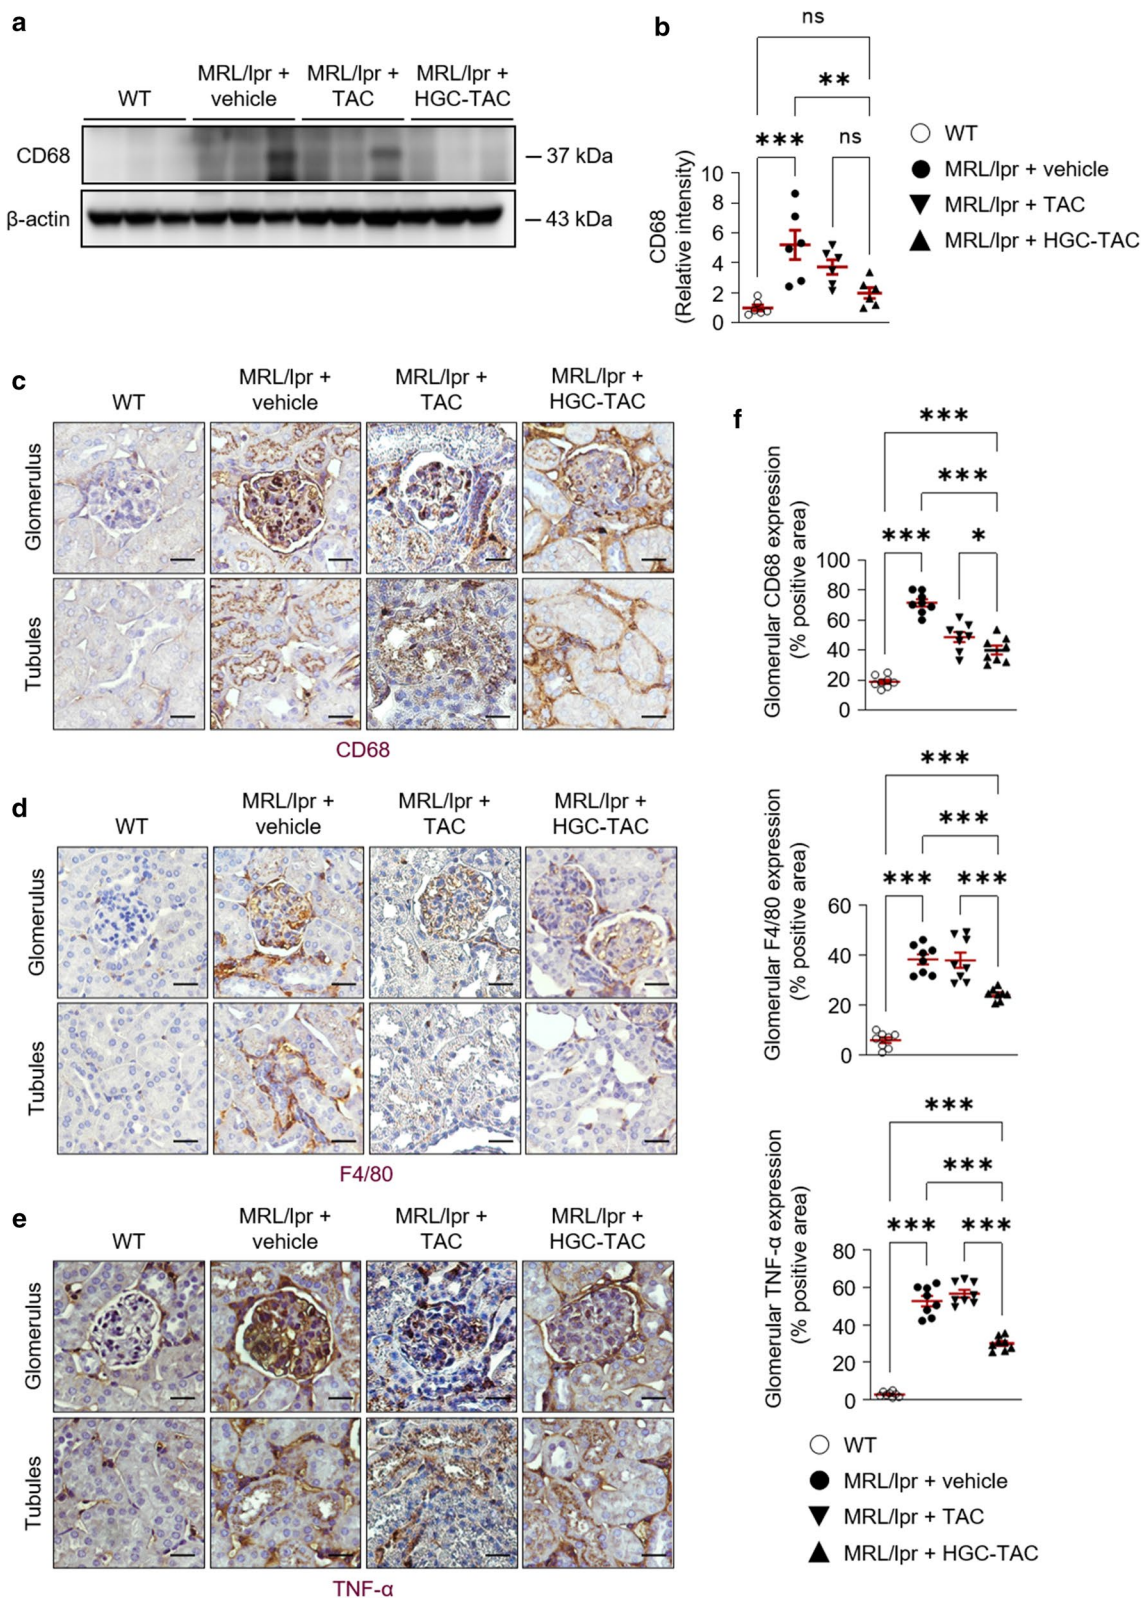 a
WT
MRL/lpr +
vehicle
MRL/lpr +
TAC
MRL/lpr +
HGC-TAC
CD68
37 kDa
β-actin
43 kDa
b
ns
**
***
ns
CD68
(Relative intensity)
10
8
6
4
2
0
WT
MRL/lpr + vehicle
MRL/lpr + TAC
MRL/lpr + HGC-TAC
c
WT
MRL/lpr +
vehicle
MRL/lpr +
TAC
MRL/lpr +
HGC-TAC
Glomerulus
Tubules
CD68
d
WT
MRL/lpr +
vehicle
MRL/lpr +
TAC
MRL/lpr +
HGC-TAC
Glomerulus
Tubules
F4/80
e
WT
MRL/lpr +
vehicle
MRL/lpr +
TAC
MRL/lpr +
HGC-TAC
Glomerulus
Tubules
TNF-α
f
***
***
***
*
Glomerular CD68 expression
(% positive area)
100
80
60
40
20
0
***
***
***
***
Glomerular F4/80 expression
(% positive area)
60
40
20
0
***
***
***
***
Glomerular TNF-α expression
(% positive area)
80
60
40
20
0
WT
MRL/lpr + vehicle
MRL/lpr + TAC
MRL/lpr + HGC-TAC